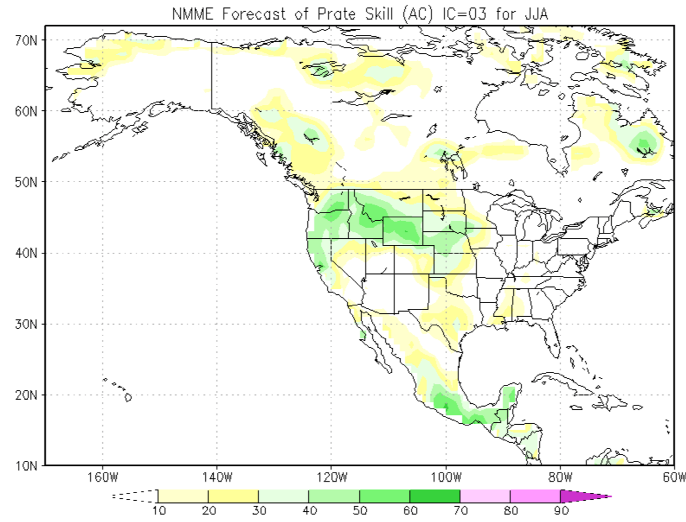 NMME Forecast of Prate Skill (AC) IC=03 for JJA
70N
60N
50N
40N
30N
20N
10N
160W 140W 120W 100W 80W 60W
10 20 30 40 50 60 70 80 90